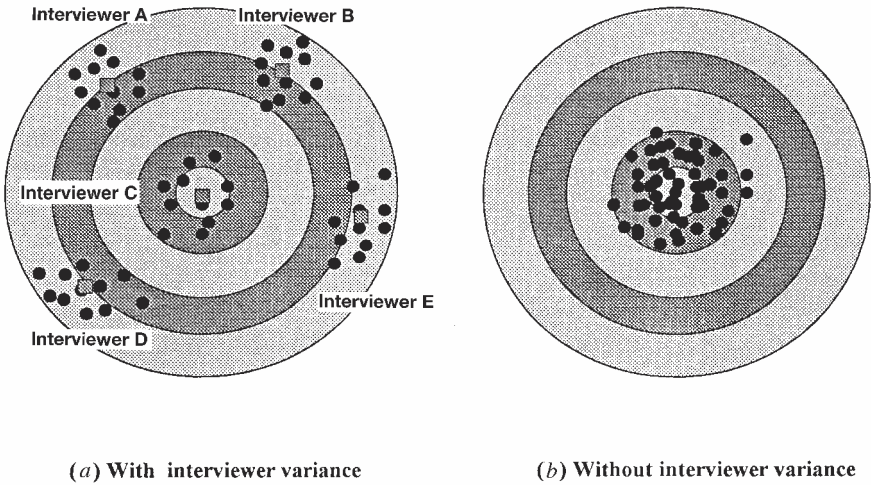 Interviewer A
Interviewer B
Interviewer C
Interviewer E
Interviewer D
(a) With interviewer variance
(b) Without interviewer variance